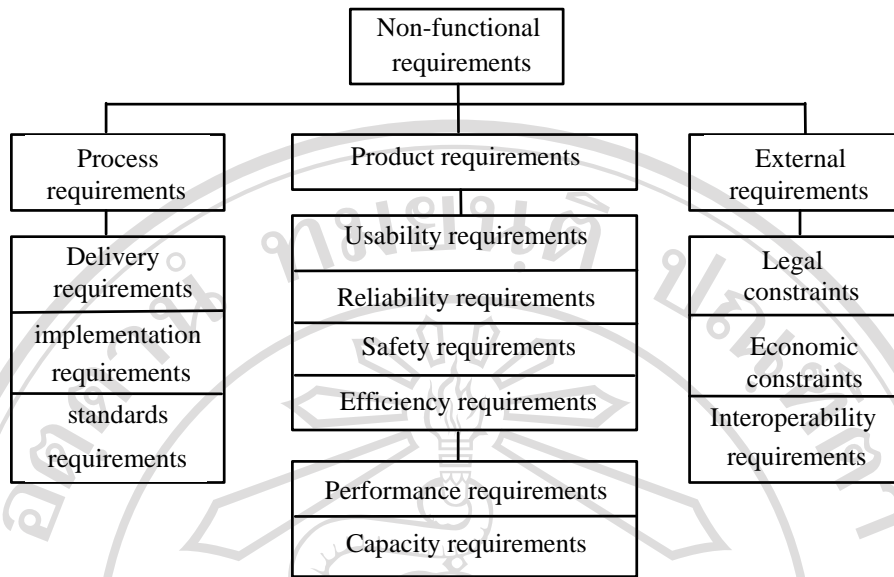 Non-functional
requirements
Process
requirements
Product requirements
External
requirements
Delivery
requirements
implementation
requirements
standards
requirements
Usability requirements
Reliability requirements
Safety requirements
Efficiency requirements
Performance requirements
Capacity requirements
Legal
constraints
Economic
constraints
Interoperability
requirements